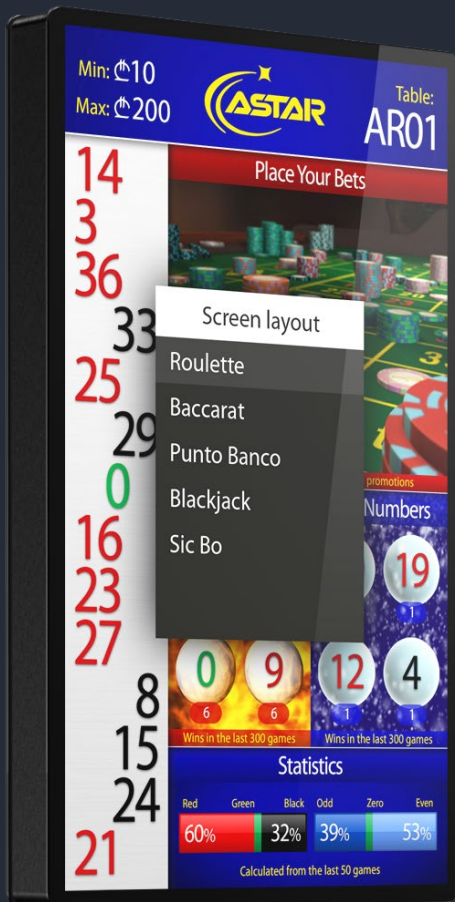 Min: ₾10
Max: ₾200
ASTAR
Table:
AR01
14
3
36
33
25
29
0
16
23
27
8
15
24
21
Place Your Bets
Screen layout
Roulette
Baccarat
Punto Banco
Blackjack
Sic Bo
promotions
Numbers
19
1
0 9 12 4
6 6 1 1
Wins in the last 300 games Wins in the last 300 games
Statistics
Red Green Black Odd Zero Even
60% 32% 39% 53%
Calculated from the last 50 games